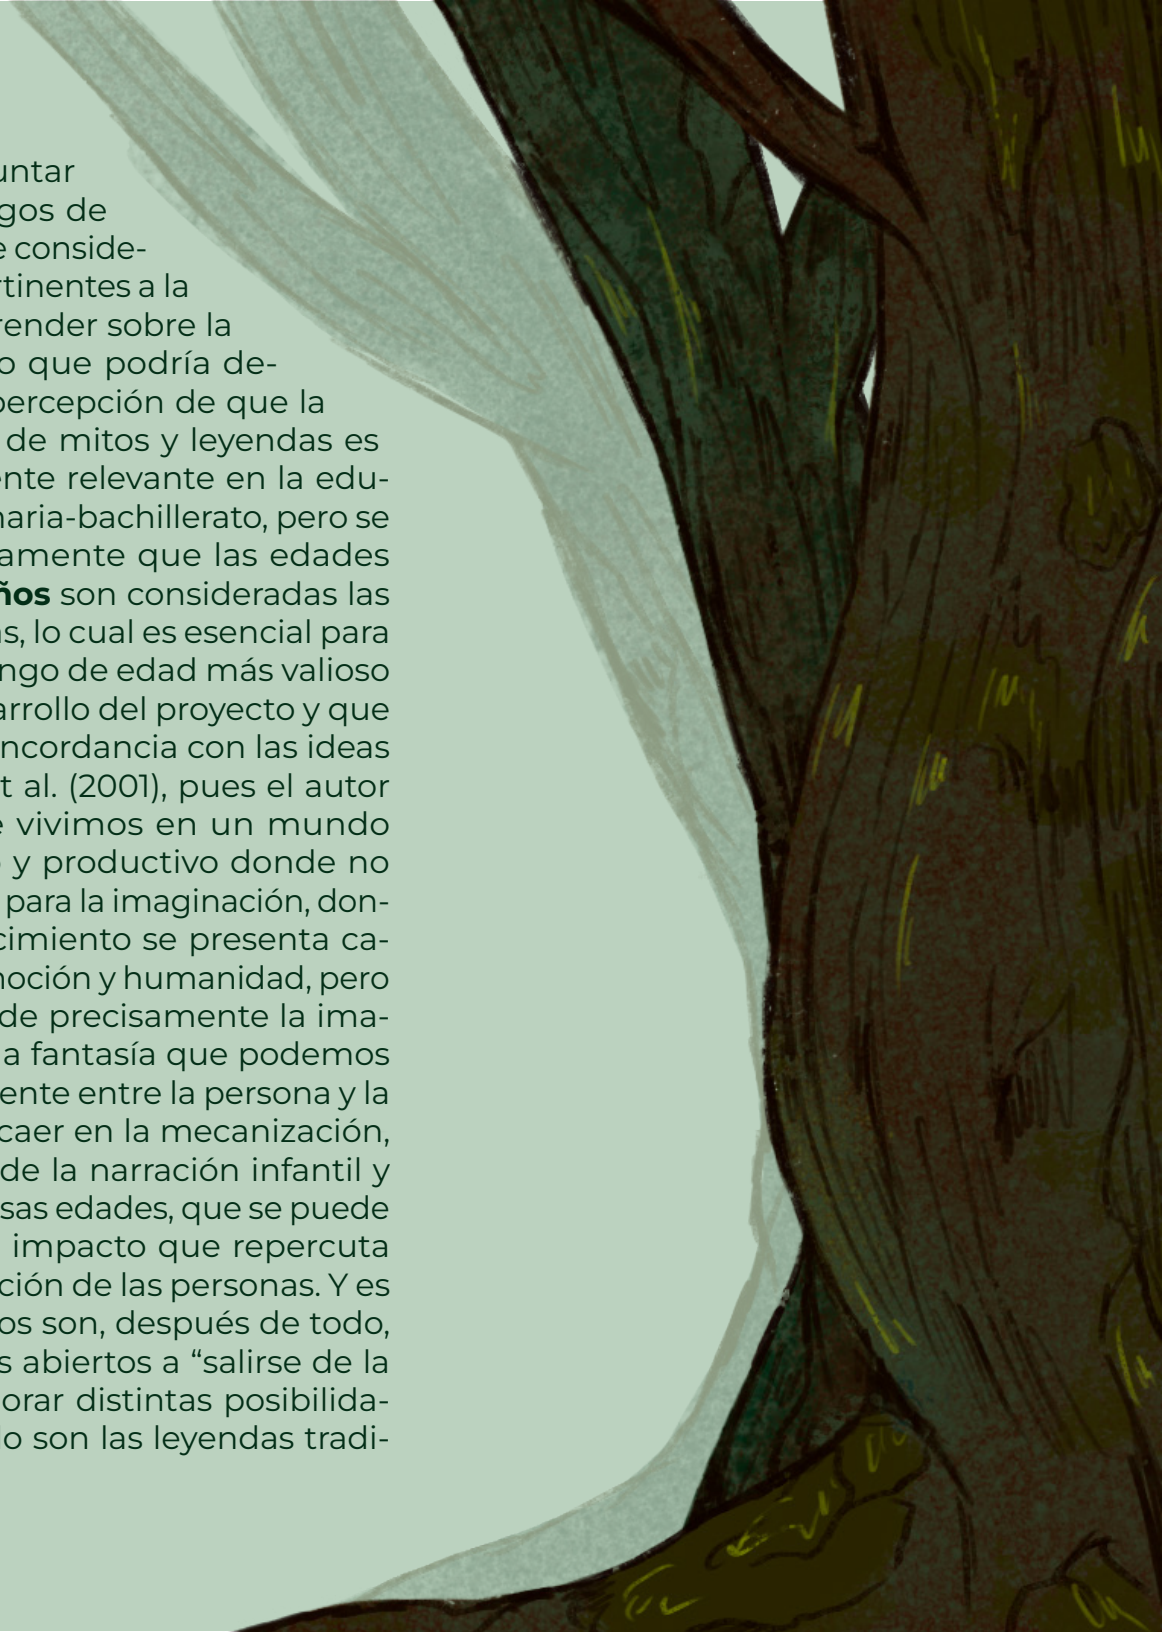 untar
gos de
e conside-
rtinentes a la
render sobre la
o que podría de-
percepción de que la
de mitos y leyendas es
ente relevante en la edu-
naria-bachillerato, pero se
amente que las edades
ños son consideradas las
as, lo cual es esencial para
ngo de edad más valioso
arrollo del proyecto y que
ncordancia con las ideas
t al. (2001), pues el autor
e vivimos en un mundo
o y productivo donde no
para la imaginación, don-
cimiento se presenta ca-
moción y humanidad, pero
de precisamente la ima-
a fantasía que podemos
ente entre la persona y la
caer en la mecanización,
de la narración infantil y
sas edades, que se puede
impacto que repercuta
ción de las personas. Y es
os son, después de todo,
s abiertos a “salirse de la
orar distintas posibilida-
lo son las leyendas tradi-